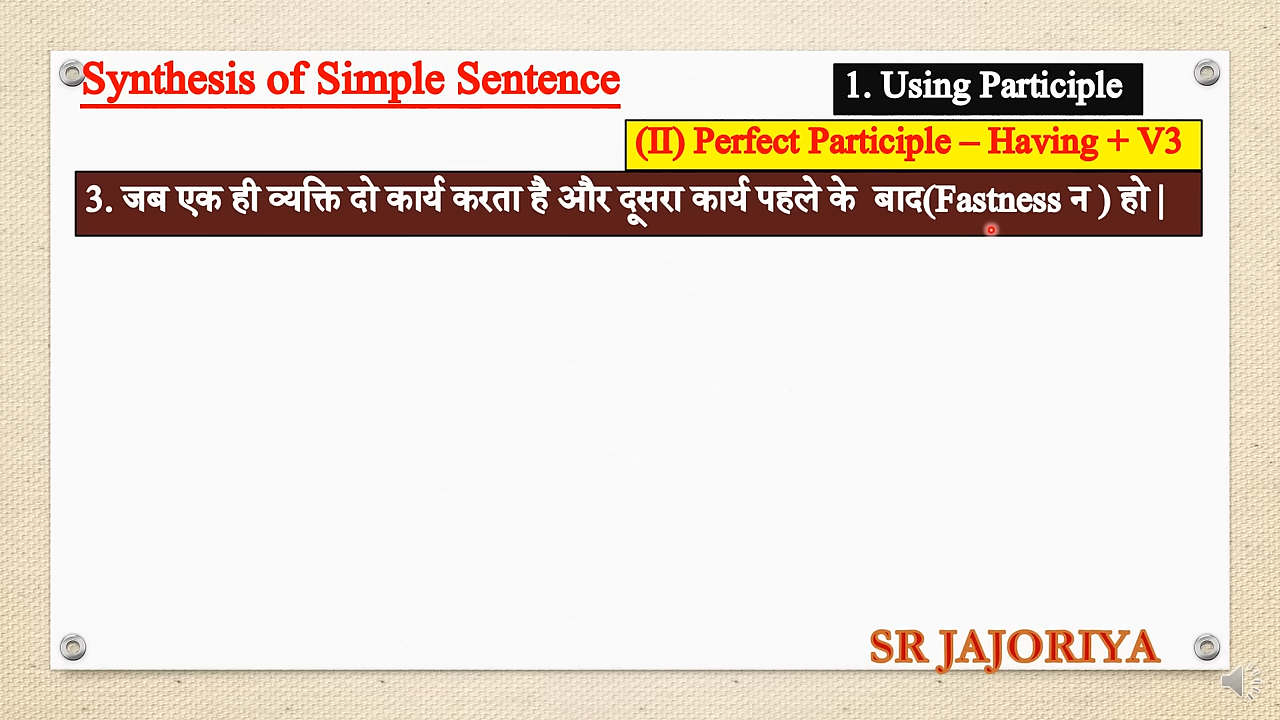 Synthesis of Simple Sentence
1. Using Participle
(II) Perfect Participle – Having + V3
3. जब एक ही व्यक्ति दो कार्य करता है और दूसरा कार्य पहले के बाद(Fastness न ) हो |
SR JAJORIYA